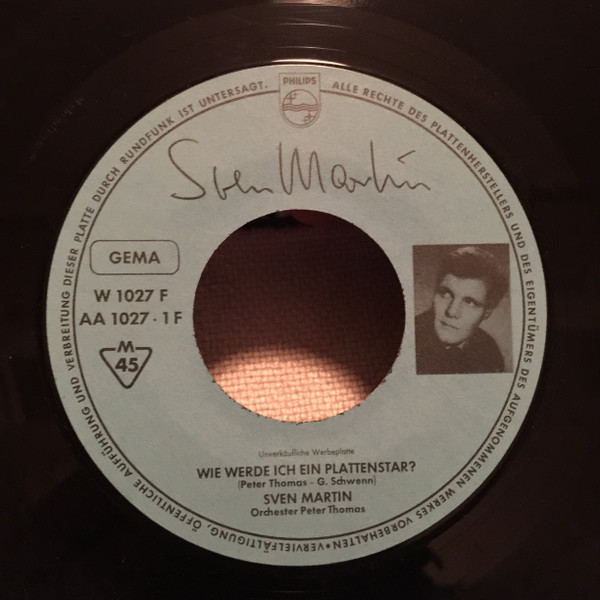 PHILIPS
VERVIELFÄLTIGUNG, ÖFFENTLICHE AUFFÜHRUNG UND VERBREITUNG DIESER PLATTE DURCH RUNDFUNK IST UNTERSAGT.
ALLE RECHTE DES PLATTENHERSTELLERS UND DES EIGENTÜMERS DES AUFGENOMMENEN WERKES VORBEHALTEN •
Sven Martin
GEMA
W 1027 F
AA 1027 · 1 F
M
45
Unverkäufliche Werbeplatte
WIE WERDE ICH EIN PLATTENSTAR?
(Peter Thomas - G. Schwenn)
SVEN MARTIN
Orchester Peter Thomas